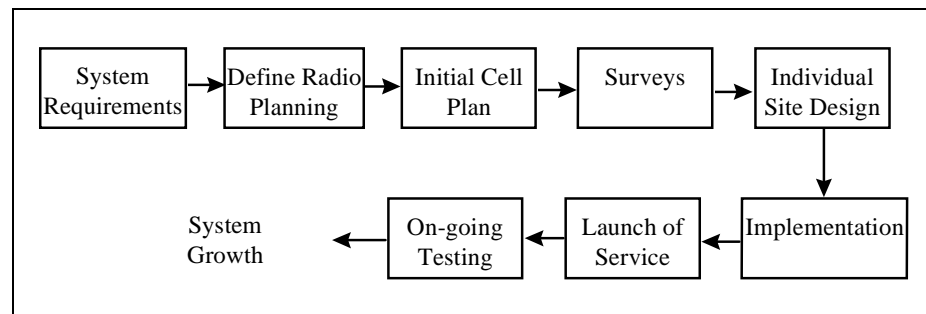 System
Requirements
Define Radio
Planning
Initial Cell
Plan
Surveys
Individual
Site Design
Implementation
Launch of
Service
On-going
Testing
System
Growth